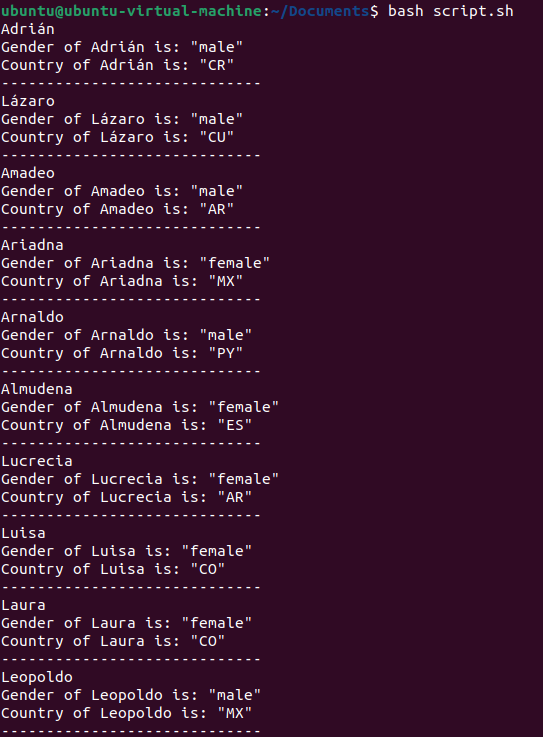 ubuntu@ubuntu-virtual-machine:~/Documents$ bash script.sh
Adrián
Gender of Adrián is: "male"
Country of Adrián is: "CR"
-----------------------------
Lázaro
Gender of Lázaro is: "male"
Country of Lázaro is: "CU"
-----------------------------
Amadeo
Gender of Amadeo is: "male"
Country of Amadeo is: "AR"
-----------------------------
Ariadna
Gender of Ariadna is: "female"
Country of Ariadna is: "MX"
-----------------------------
Arnaldo
Gender of Arnaldo is: "male"
Country of Arnaldo is: "PY"
-----------------------------
Almudena
Gender of Almudena is: "female"
Country of Almudena is: "ES"
-----------------------------
Lucrecia
Gender of Lucrecia is: "female"
Country of Lucrecia is: "AR"
-----------------------------
Luisa
Gender of Luisa is: "female"
Country of Luisa is: "CO"
-----------------------------
Laura
Gender of Laura is: "female"
Country of Laura is: "CO"
-----------------------------
Leopoldo
Gender of Leopoldo is: "male"
Country of Leopoldo is: "MX"
-----------------------------